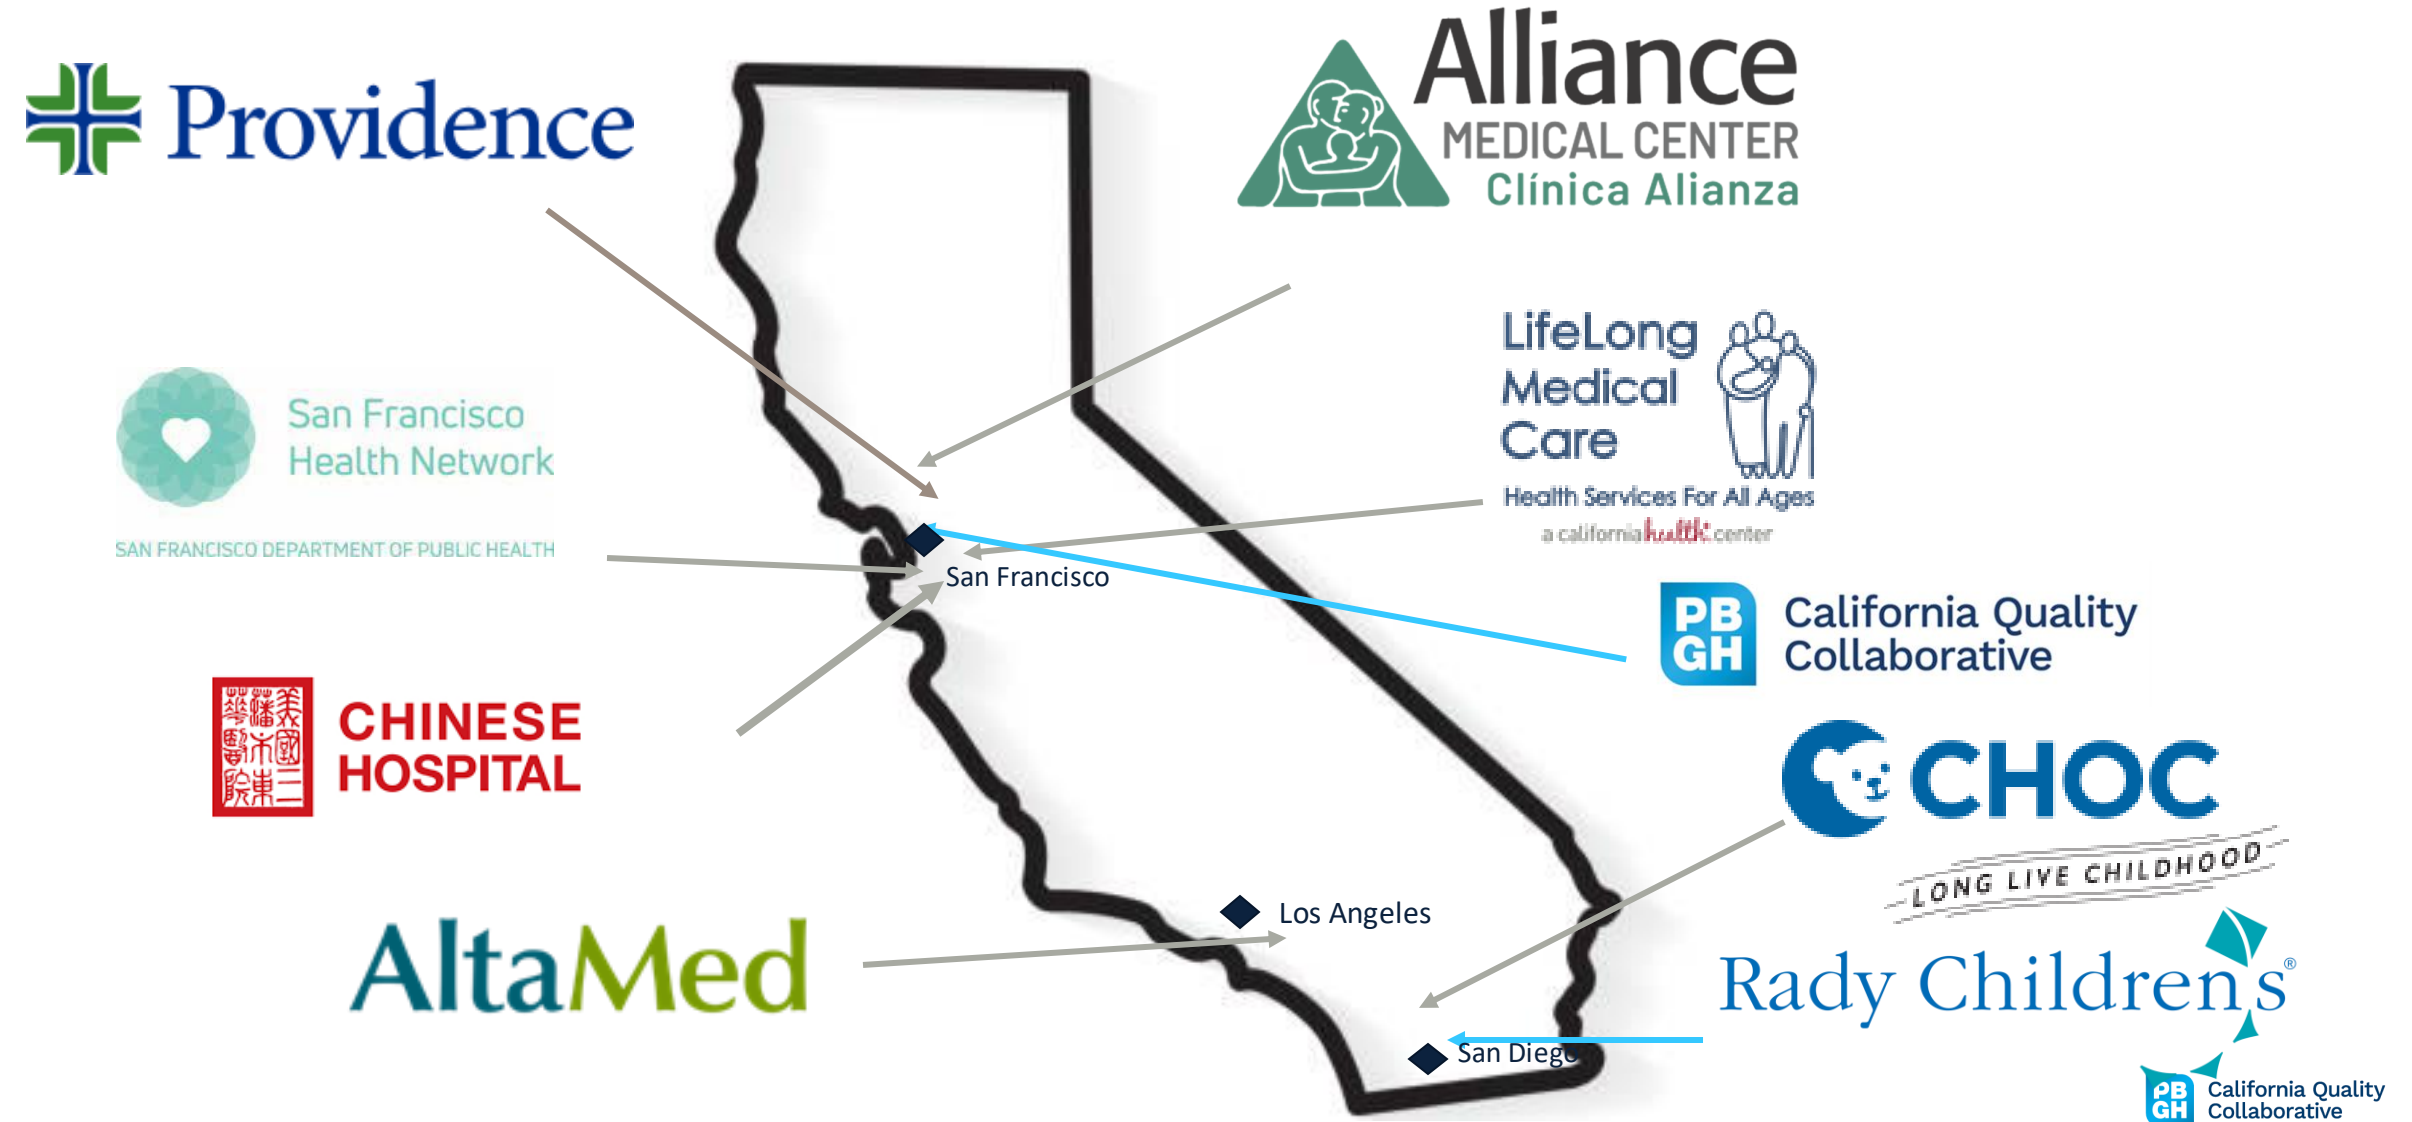 Providence
Alliance
MEDICAL CENTER
Clínica Alianza
San Francisco
Health Network
SAN FRANCISCO DEPARTMENT OF PUBLIC HEALTH
LifeLong
Medical
Care
Health Services For All Ages
a california health center
San Francisco
PB
GH
California Quality
Collaborative
CHINESE
HOSPITAL
CHOC
LONG LIVE CHILDHOOD
Los Angeles
AltaMed
Rady Children's®
San Diego
PB
GH
California Quality
Collaborative